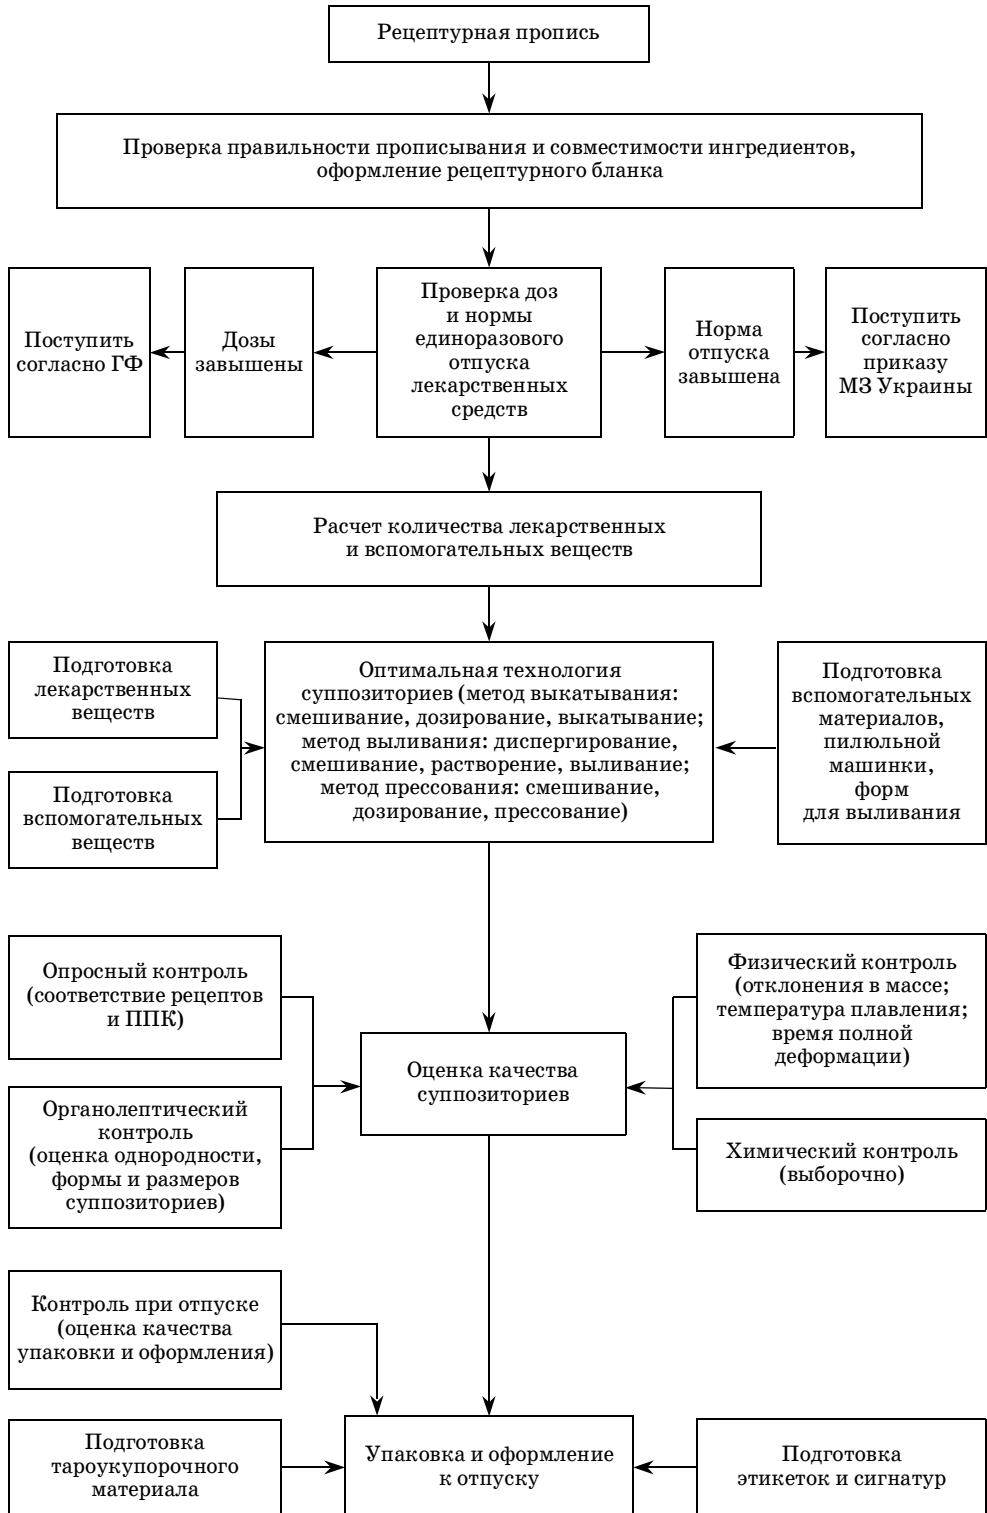 Рецептурная пропись
Проверка правильности прописывания и совместимости ингредиентов,
оформление рецептурного бланка
Поступить
согласно ГФ
Дозы
завышены
Проверка доз
и нормы
единоразового
отпуска
лекарственных
средств
Норма
отпуска
завышена
Поступить
согласно
приказу
МЗ Украины
Расчет количества лекарственных
и вспомогательных веществ
Подготовка
лекарственных
веществ
Подготовка
вспомогательных
веществ
Оптимальная технология
суппозиториев (метод выкатывания:
смешивание, дозирование, выкатывание;
метод выливания: диспергирование,
смешивание, растворение, выливание;
метод прессования: смешивание,
дозирование, прессование)
Подготовка
вспомогательных
материалов,
пилюльной
машинки,
форм
для выливания
Опросный контроль
(соответствие рецептов
и ППК)
Органолептический
контроль
(оценка однородности,
формы и размеров
суппозиториев)
Оценка качества
суппозиториев
Физический контроль
(отклонения в массе;
температура плавления;
время полной
деформации)
Химический контроль
(выборочно)
Контроль при отпуске
(оценка качества
упаковки и оформления)
Подготовка
тароукупорочного
материала
Упаковка и оформление
к отпуску
Подготовка
этикеток и сигнатур